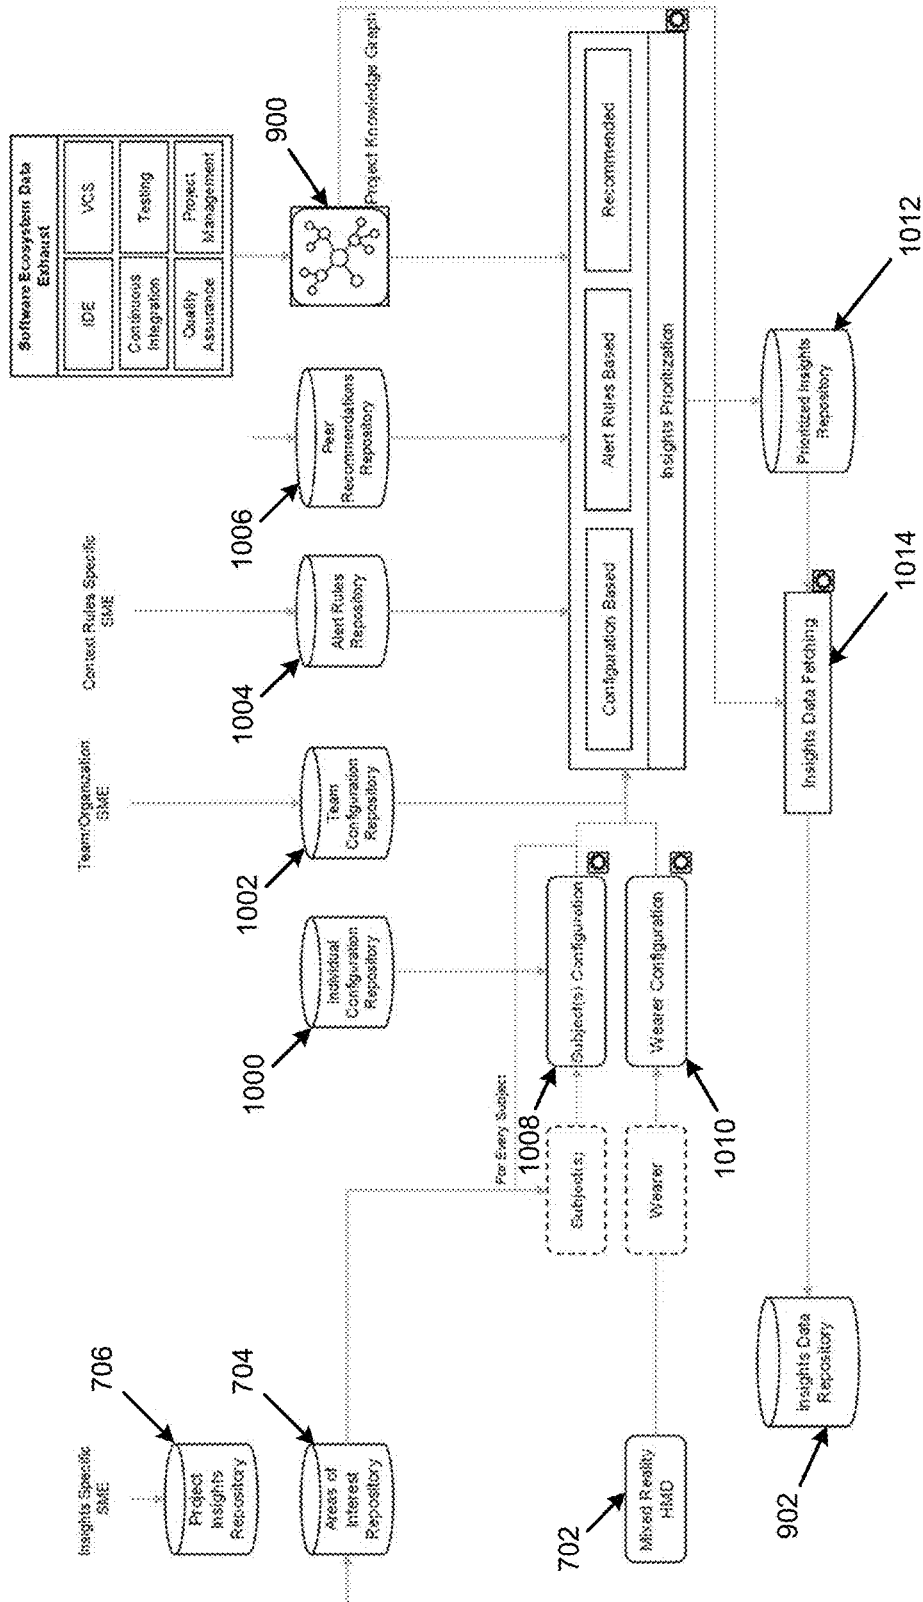 Insights Specific
SME
706
Project
Insights
Repository
704
Areas of
Interest
Repository
702
Mixed Reality
HMD
Team/Organization
SME
Context Rules Specific
SME
1000
Individual
Configuration
Repository
1002
Team
Configuration
Repository
1004
Alert Rules
Repository
1006
Peer
Recommendations
Repository
Software Ecosystem Data
Exhaust
IDE
VCS
Continuous
Integration
Testing
Quality
Assurance
Project
Management
900
Project Knowledge Graph
For Every Subject
Subject(s)
1008
Subject(s) Configuration
Wearer
1010
Wearer Configuration
Configuration Based
Alert Rules Based
Recommended
Insights Prioritization
902
Insights Data
Repository
Insights Data Fetching
1014
Prioritized Insights
Repository
1012